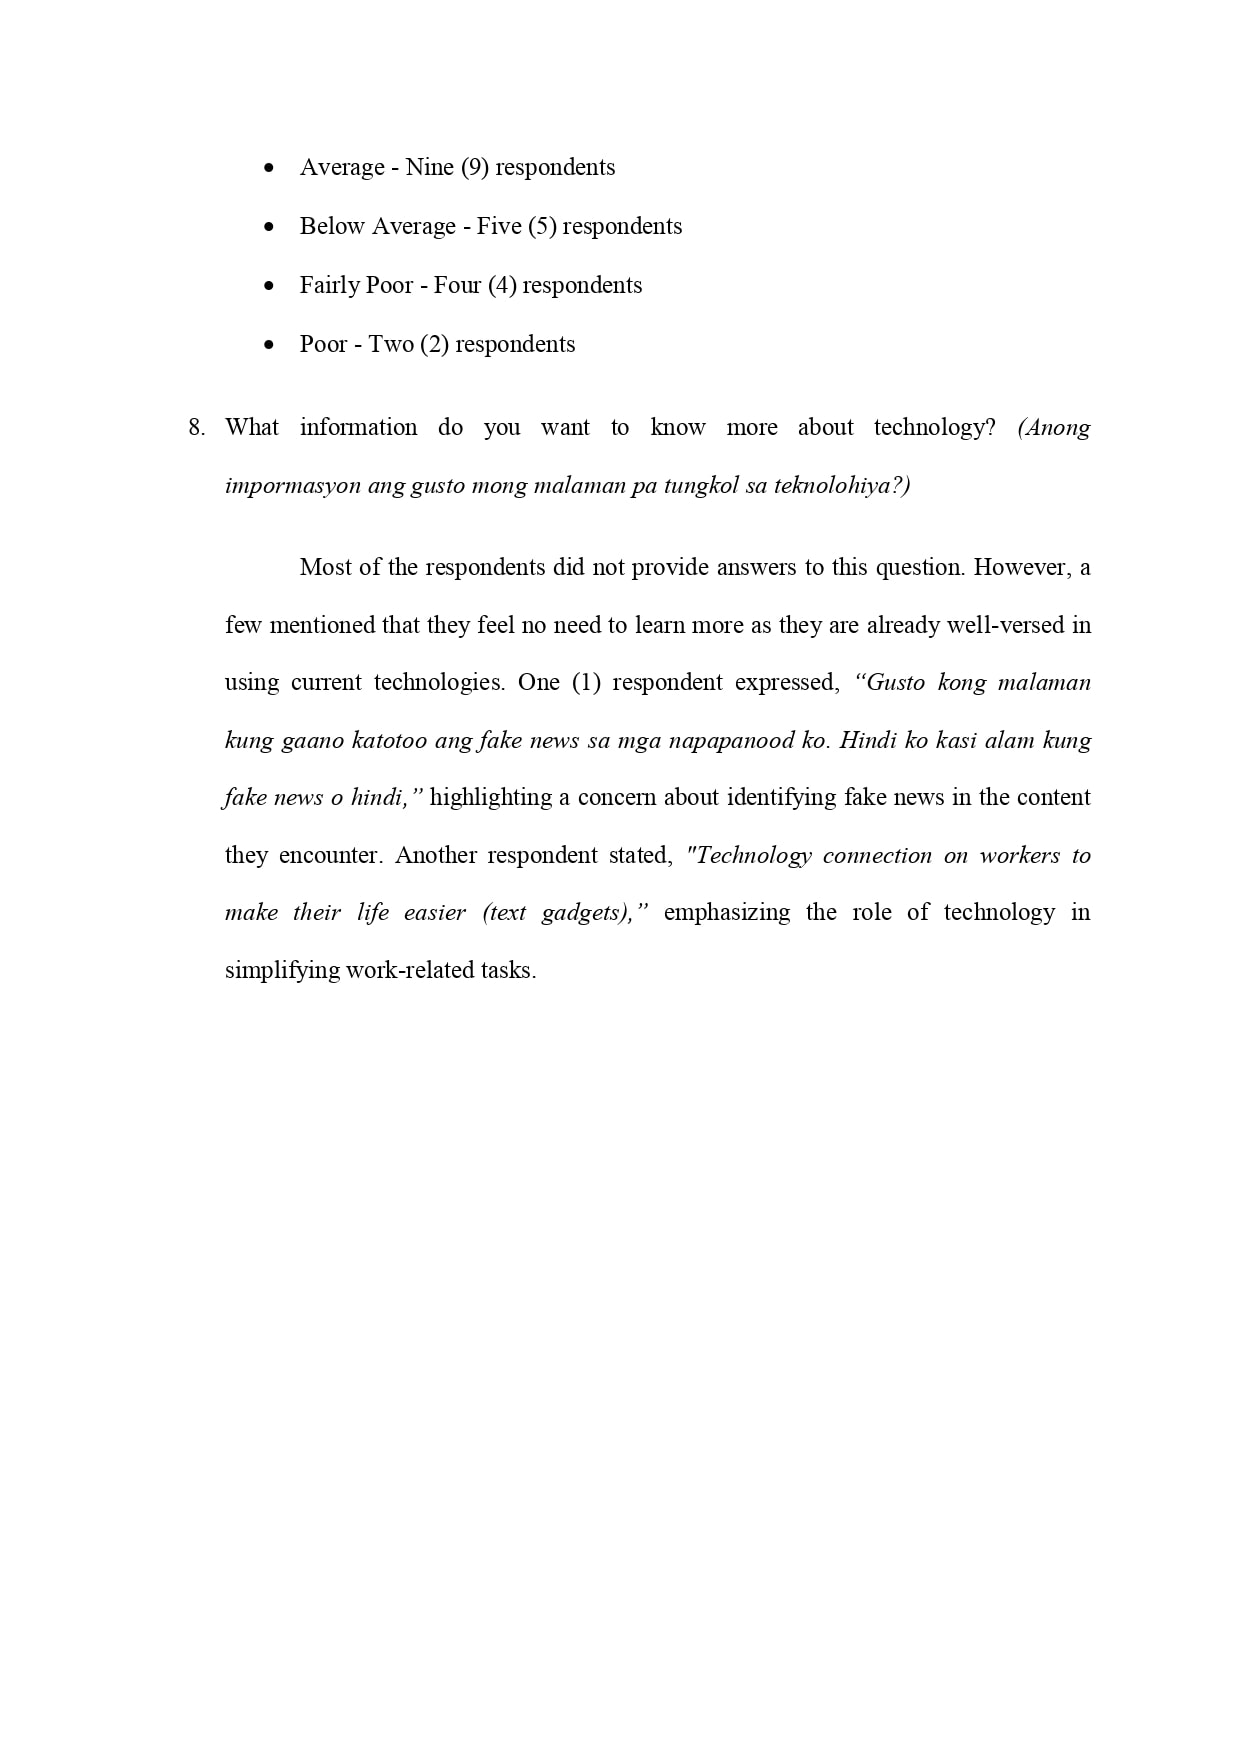 • Average - Nine (9) respondents
• Below Average - Five (5) respondents
• Fairly Poor - Four (4) respondents
• Poor - Two (2) respondents
8. What information do you want to know more about technology? (Anong
impormasyon ang gusto mong malaman pa tungkol sa teknolohiya?)
Most of the respondents did not provide answers to this question. However, a
few mentioned that they feel no need to learn more as they are already well-versed in
using current technologies. One (1) respondent expressed, “Gusto kong malaman
kung gaano katotoo ang fake news sa mga napapanood ko. Hindi ko kasi alam kung
fake news o hindi,” highlighting a concern about identifying fake news in the content
they encounter. Another respondent stated, "Technology connection on workers to
make their life easier (text gadgets),” emphasizing the role of technology in
simplifying work-related tasks.